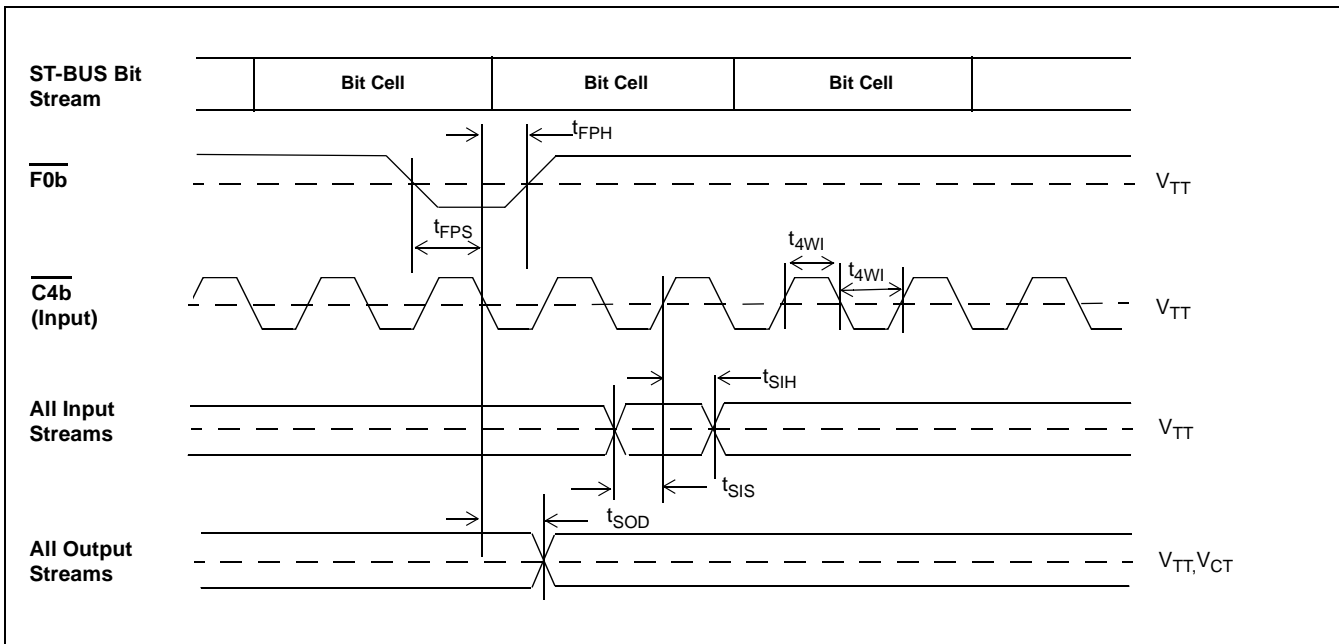 ST-BUS Bit
Stream
Bit Cell
Bit Cell
Bit Cell
tFPH
F0b
VTT
tFPS
t4WI
t4WI
C4b
(Input)
VTT
tSIH
All Input
Streams
VTT
tSIS
tSOD
All Output
Streams
VTT,VCT